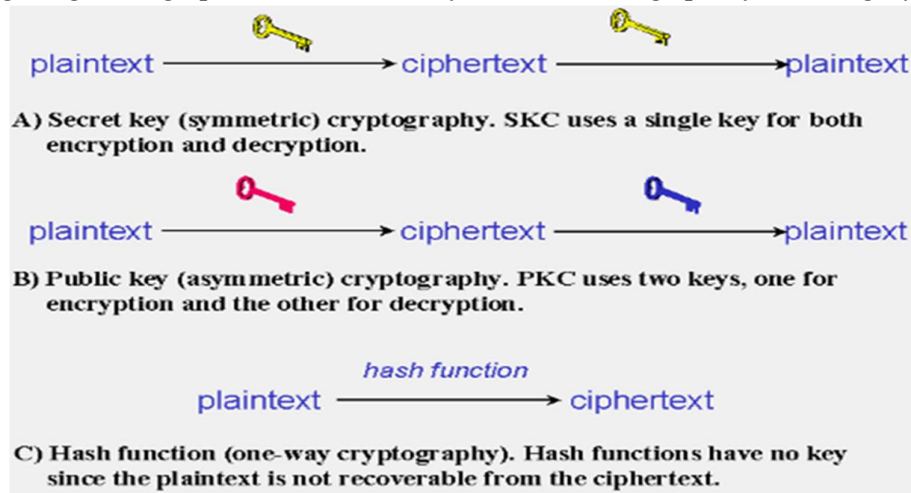 plaintext ciphertext plaintext
A) Secret key (symmetric) cryptography. SKC uses a single key for both
encryption and decryption.
plaintext ciphertext plaintext
B) Public key (asymmetric) cryptography. PKC uses two keys, one for
encryption and the other for decryption.
hash function
plaintext ciphertext
C) Hash function (one-way cryptography). Hash functions have no key
since the plaintext is not recoverable from the ciphertext.